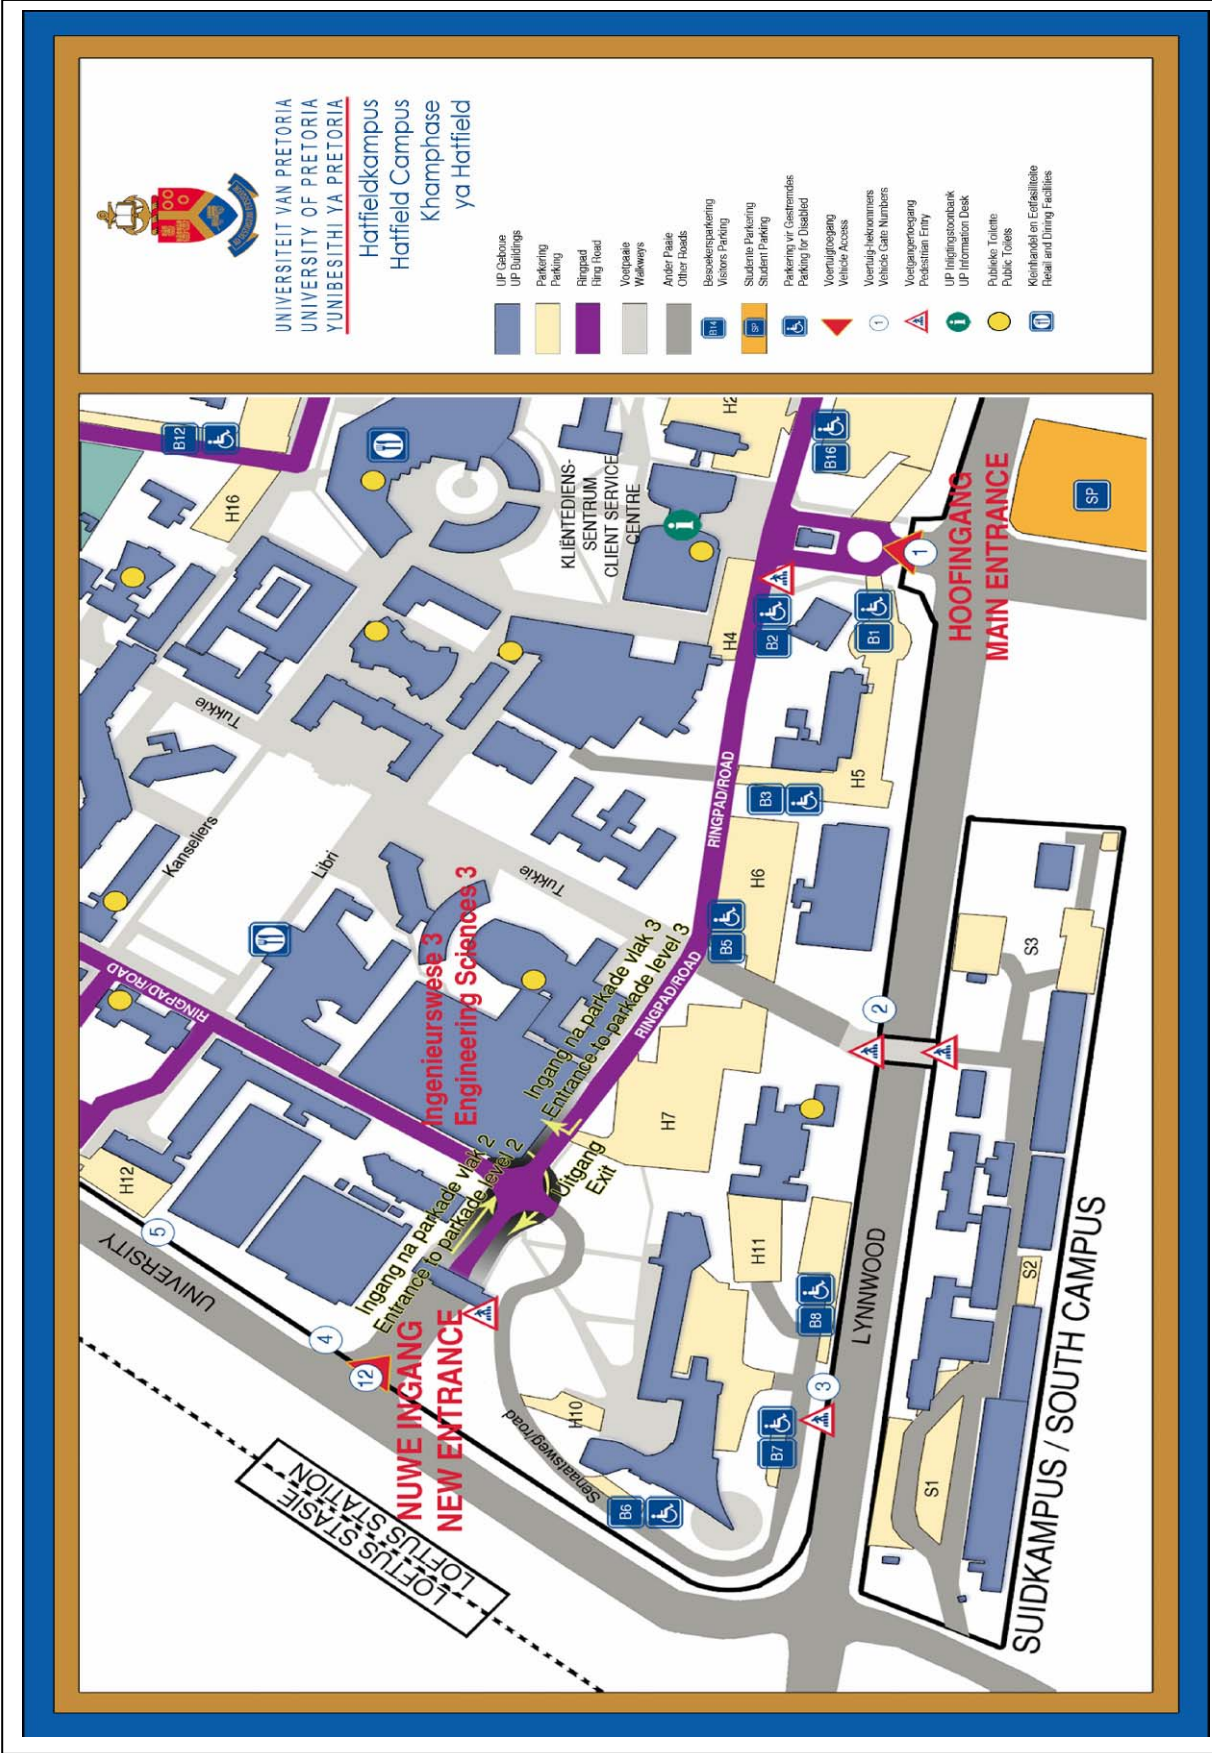 UNIVERSITEIT VAN PRETORIA
UNIVERSITY OF PRETORIA
YUNIBESITHI YA PRETORIA
Hatfieldkampus
Hatfield Campus
Khamphase
ya Hatfield
UP Geboue
UP Buildings
Parkering
Parking
Ringpad
Ring Road
Voetpaaie
Walkways
Ander Paaie
Other Roads
B14
Besoekersparkering
Visitors Parking
SP
Studente Parkering
Student Parking
Parkering vir Gestremdes
Parking for Disabled
Voertuigtoegang
Vehicle Access
1
Voertuig-heknommers
Vehicle Gate Numbers
Voetgangertoegang
Pedestrian Entry
i
UP Inligtingstoonbank
UP Information Desk
Publieke Toilette
Public Toilets
Kleinhandel en Eetfasiliteite
Retail and Dining Facilities
B12
H16
KLIËNTEDIENS-
SENTRUM
CLIENT SERVICE
CENTRE
i
H2
B16
SP
1
HOOFINGANG
MAIN ENTRANCE
H4
B2
B1
Tukkie
H5
B3
RINGPAD/ROAD
Kanseliers
Libri
Tukkie
H6
B5
Ingenieurswese 3
Engineering Sciences 3
RINGPAD/ROAD
RINGPAD/ROAD
Ingang na parkade vlak 3
Entrance to parkade level 3
2
S3
H7
H12
5
UNIVERSITY
Ingang na parkade vlak 2
Entrance to parkade level 2
Uitgang
Exit
H11
B8
LYNNWOOD
S2
4
12
NUWE INGANG
NEW ENTRANCE
3
H10
B7
Senaatsweg/road
B6
S1
LOFTUS STASIE
LOFTUS STATION
SUIDKAMPUS / SOUTH CAMPUS